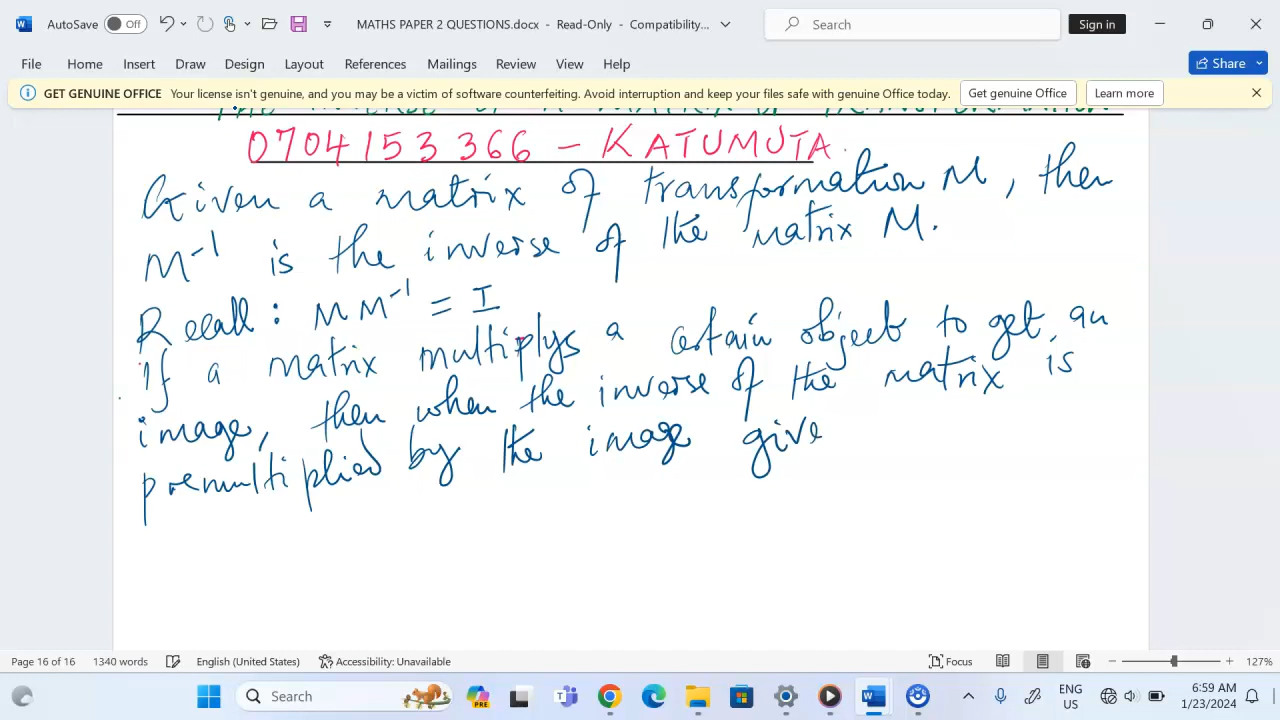 AutoSave Off MATHS PAPER 2 QUESTIONS.docx - Read-Only - Compatibility... Search Sign in
File Home Insert Draw Design Layout References Mailings Review View Help Share
GET GENUINE OFFICE Your license isn't genuine, and you may be a victim of software counterfeiting. Avoid interruption and keep your files safe with genuine Office today. Get genuine Office Learn more
0704153366 - KATUMUTA.
Given a matrix of transformation M, then
M⁻¹ is the inverse of the matrix M.
Recall: MM⁻¹ = I
If a matrix multiplys a certain object to get an
image, then when the inverse of the matrix is
premultiplied by the image give
Page 16 of 16 1340 words English (United States) Accessibility: Unavailable Focus 127%
Search PRE ENG US 6:59 AM 1/23/2024